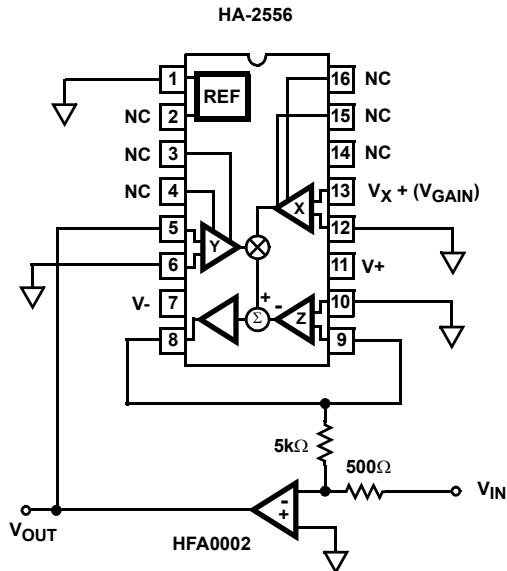 HA-2556
1
REF
16 NC
NC 2
15 NC
NC 3
14 NC
NC 4
X
13 VX + (VGAIN)
5
Y
12
6
11 V+
V- 7
+
-
10
8
Σ
Z
9
5kΩ
500Ω
VIN
-
+
VOUT
HFA0002